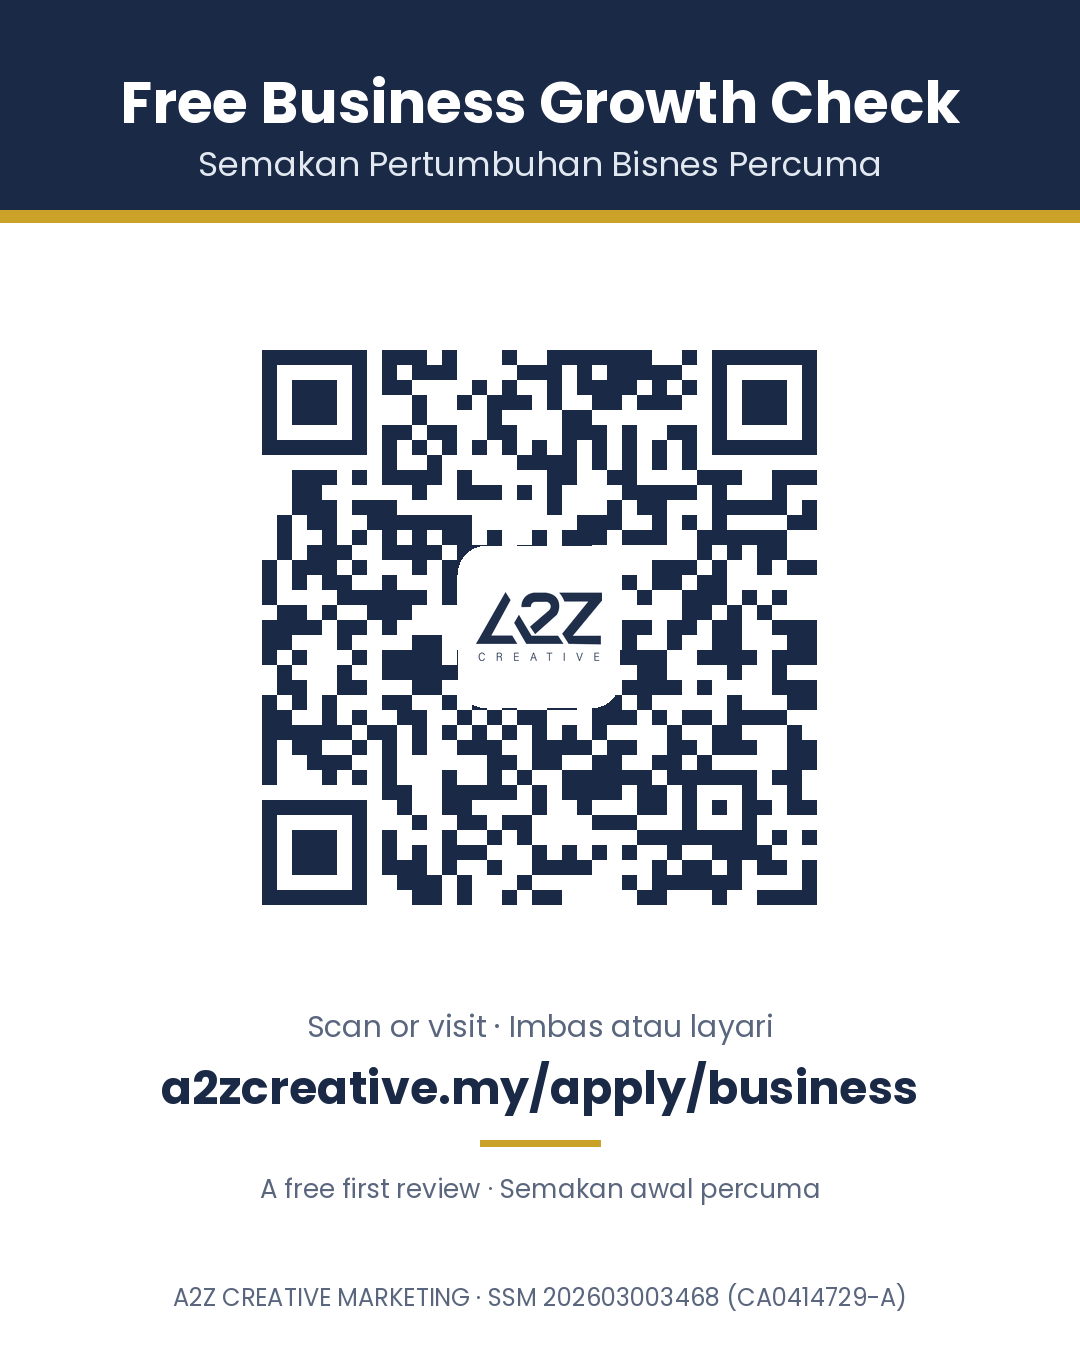 Free Business Growth Check
Semakan Pertumbuhan Bisnes Percuma
A2Z
CREATIVE
Scan or visit · Imbas atau layari
a2zcreative.my/apply/business
A free first review · Semakan awal percuma
A2Z CREATIVE MARKETING · SSM 202603003468 (CA0414729-A)